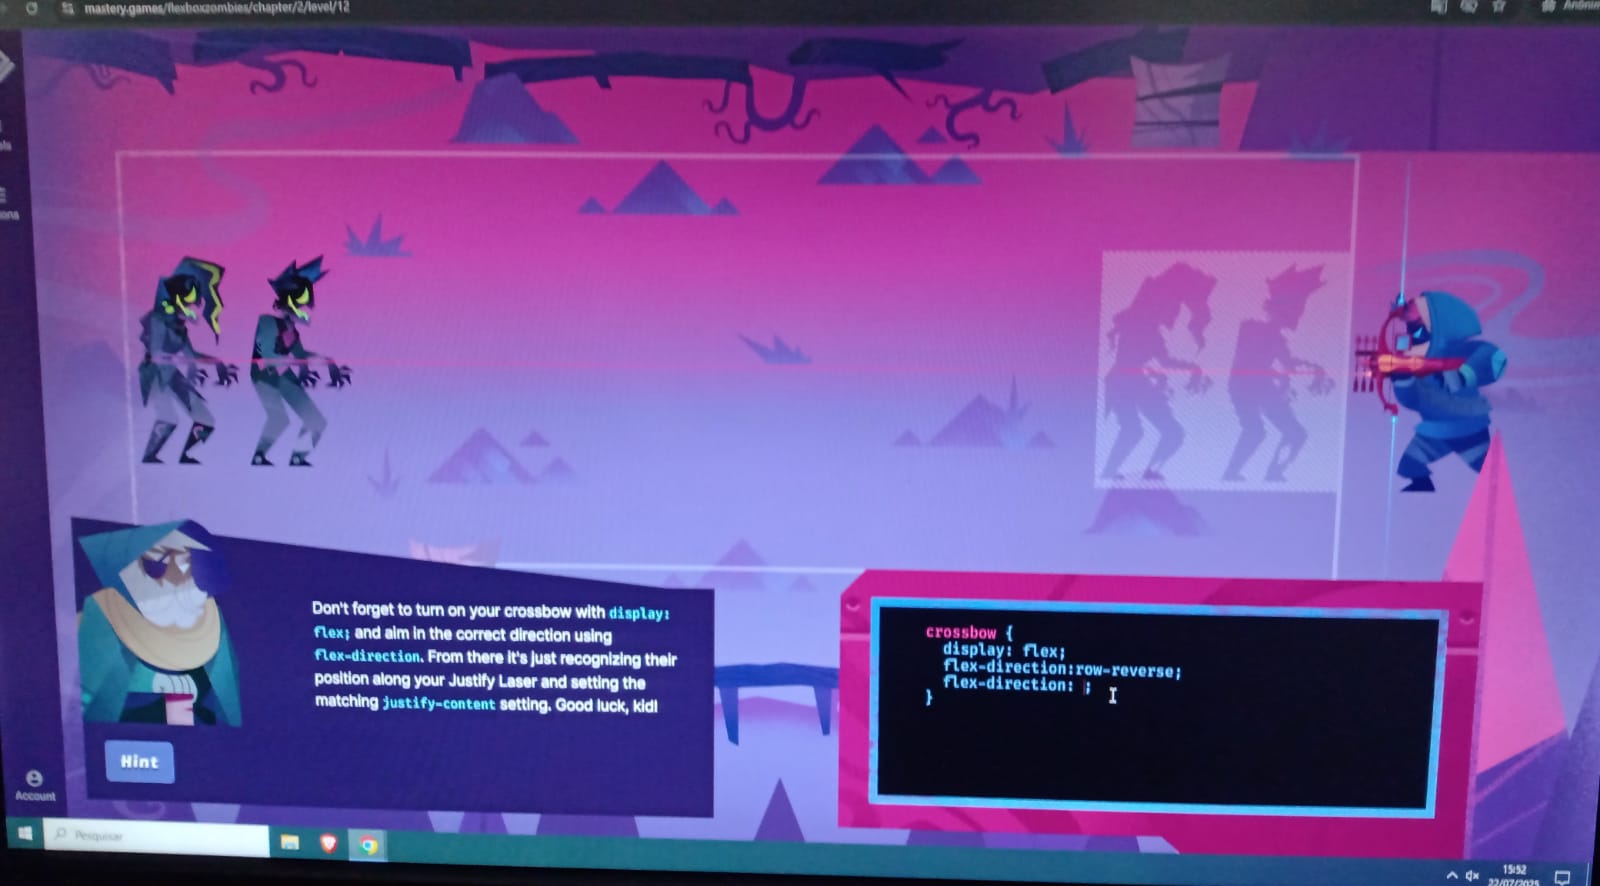 mastery.games/flexboxzombies/chapter/2/level/12
Don't forget to turn on your crossbow with display:
flex; and aim in the correct direction using
flex-direction. From there it's just recognizing their
position along your Justify Laser and setting the
matching justify-content setting. Good luck, kid!
Hint
crossbow {
display: flex;
flex-direction:row-reverse;
flex-direction: ;
}
Account
Pesquisar
15:52
22/07/2025